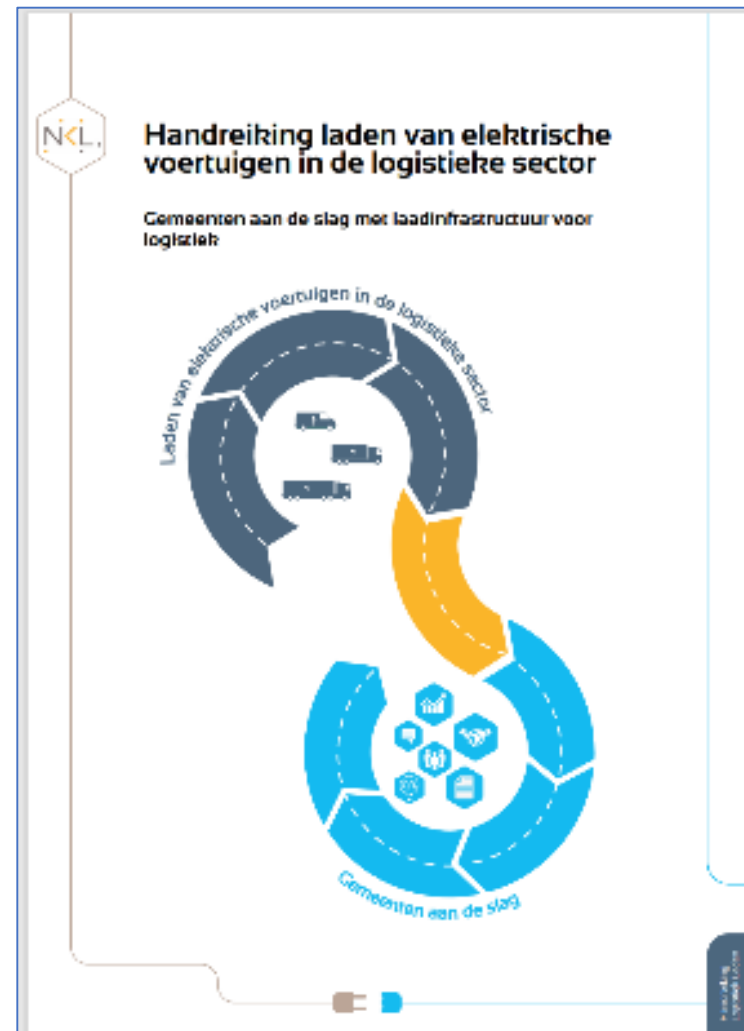 NKL.
Handreiking laden van elektrische
voertuigen in de logistieke sector
Gemeenten aan de slag met laadinfrastructuur voor
logistiek
Laden van elektrische voertuigen in de logistieke sector
Gemeenten aan de slag